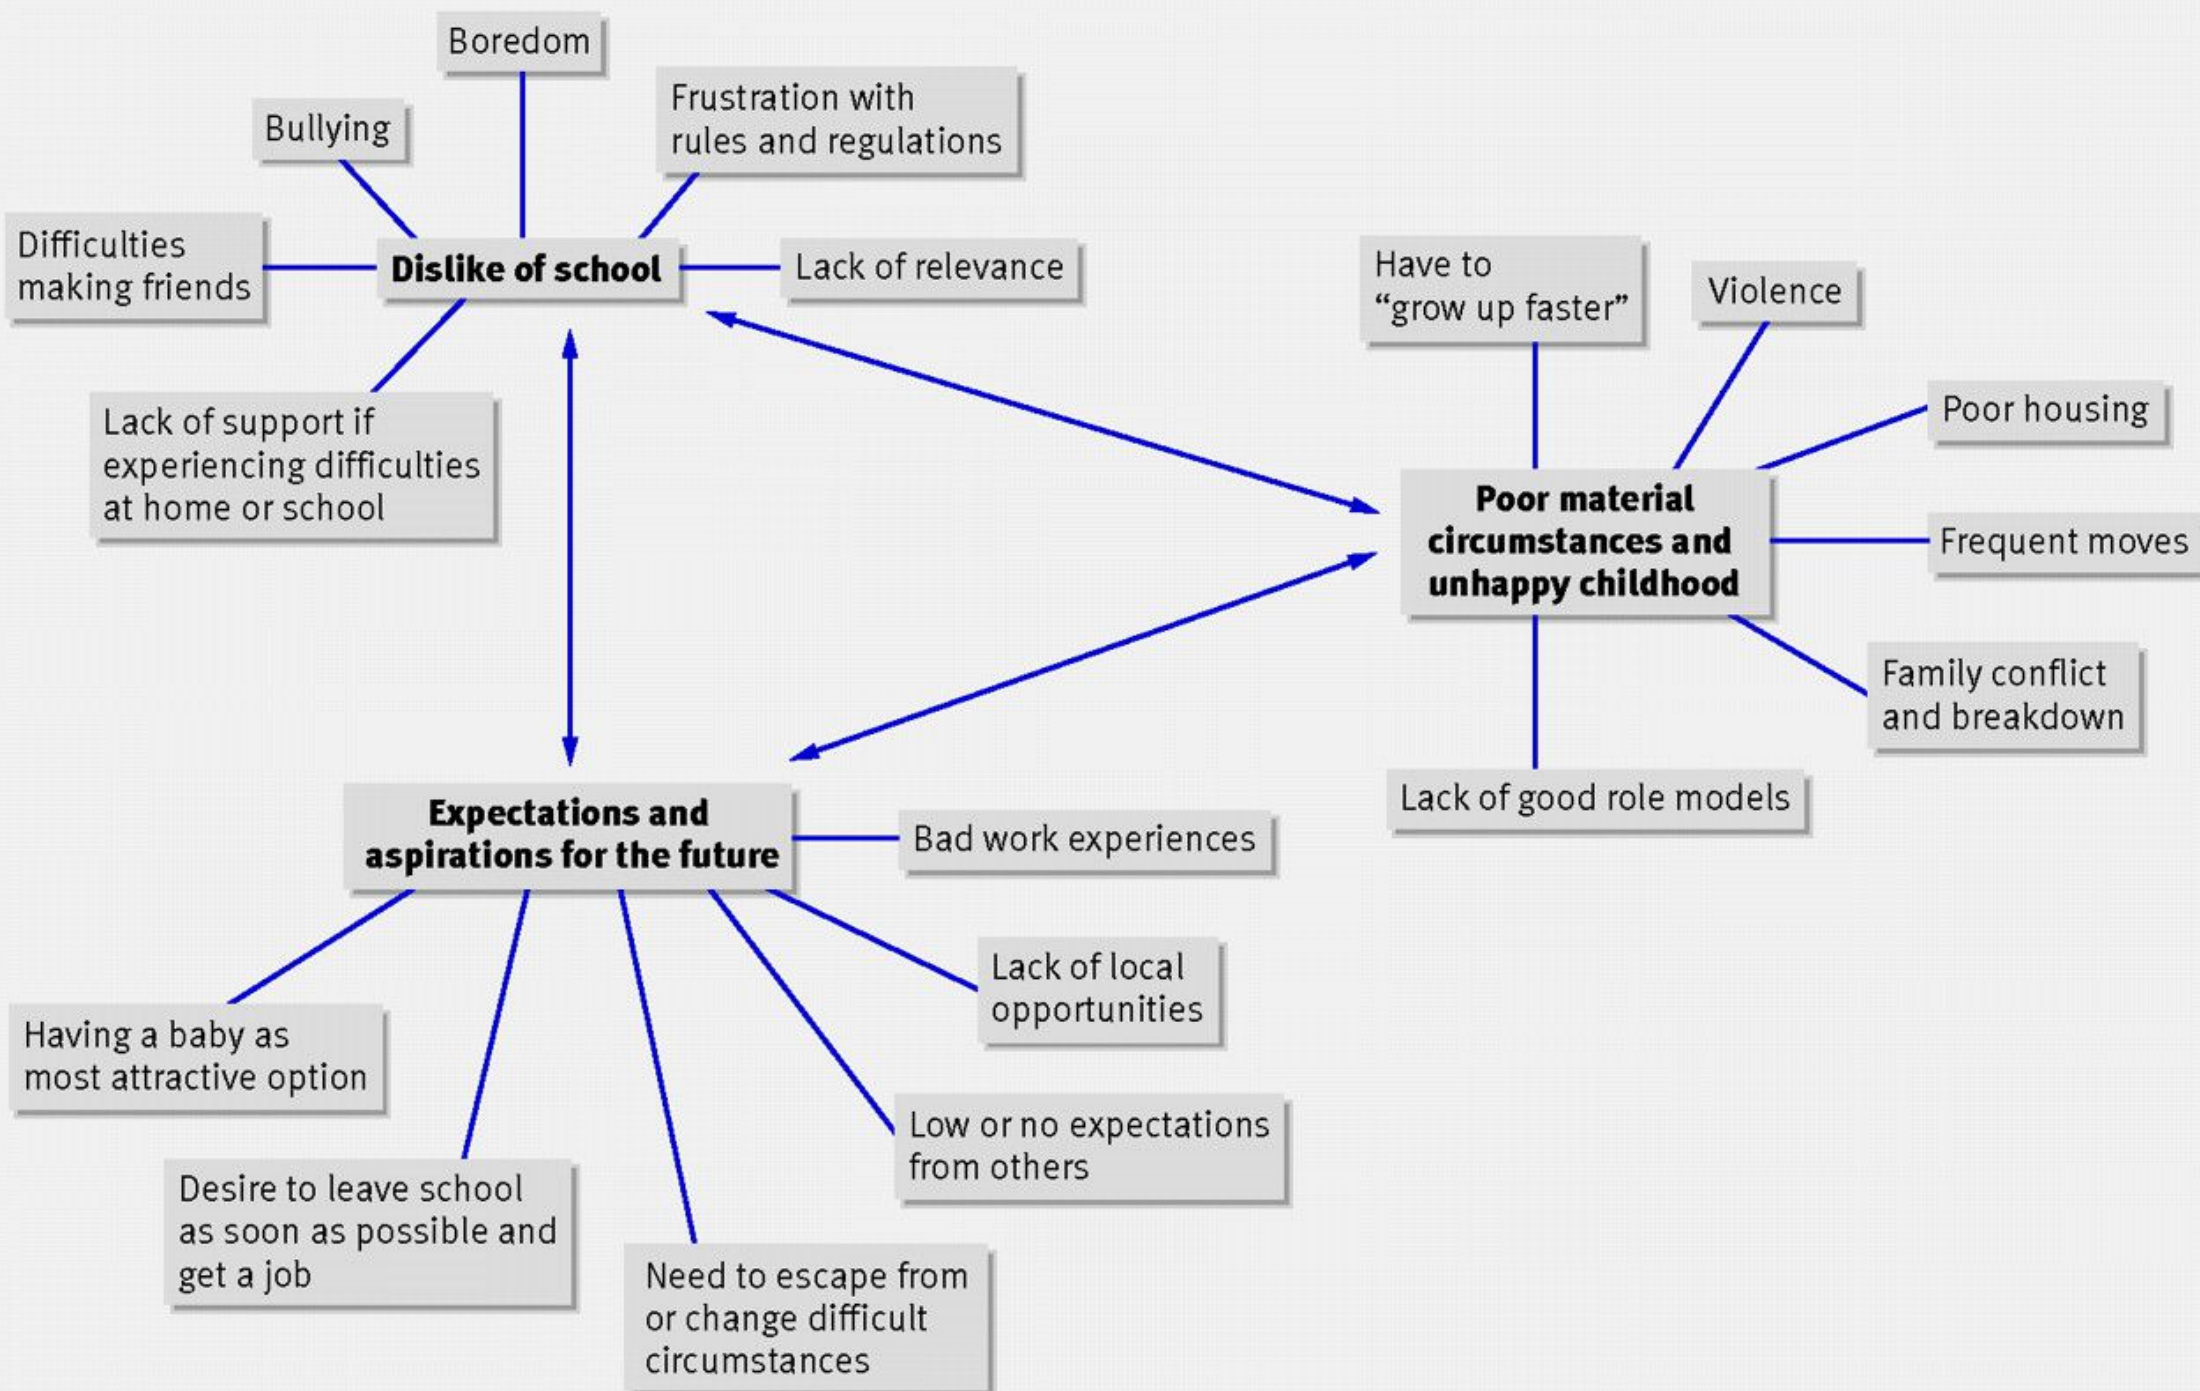 Boredom
Bullying
Frustration with
rules and regulations
Difficulties
making friends
Dislike of school
Lack of relevance
Lack of support if
experiencing difficulties
at home or school
Have to
“grow up faster”
Violence
Poor housing
Poor material
circumstances and
unhappy childhood
Frequent moves
Family conflict
and breakdown
Lack of good role models
Expectations and
aspirations for the future
Bad work experiences
Lack of local
opportunities
Having a baby as
most attractive option
Low or no expectations
from others
Desire to leave school
as soon as possible and
get a job
Need to escape from
or change difficult
circumstances